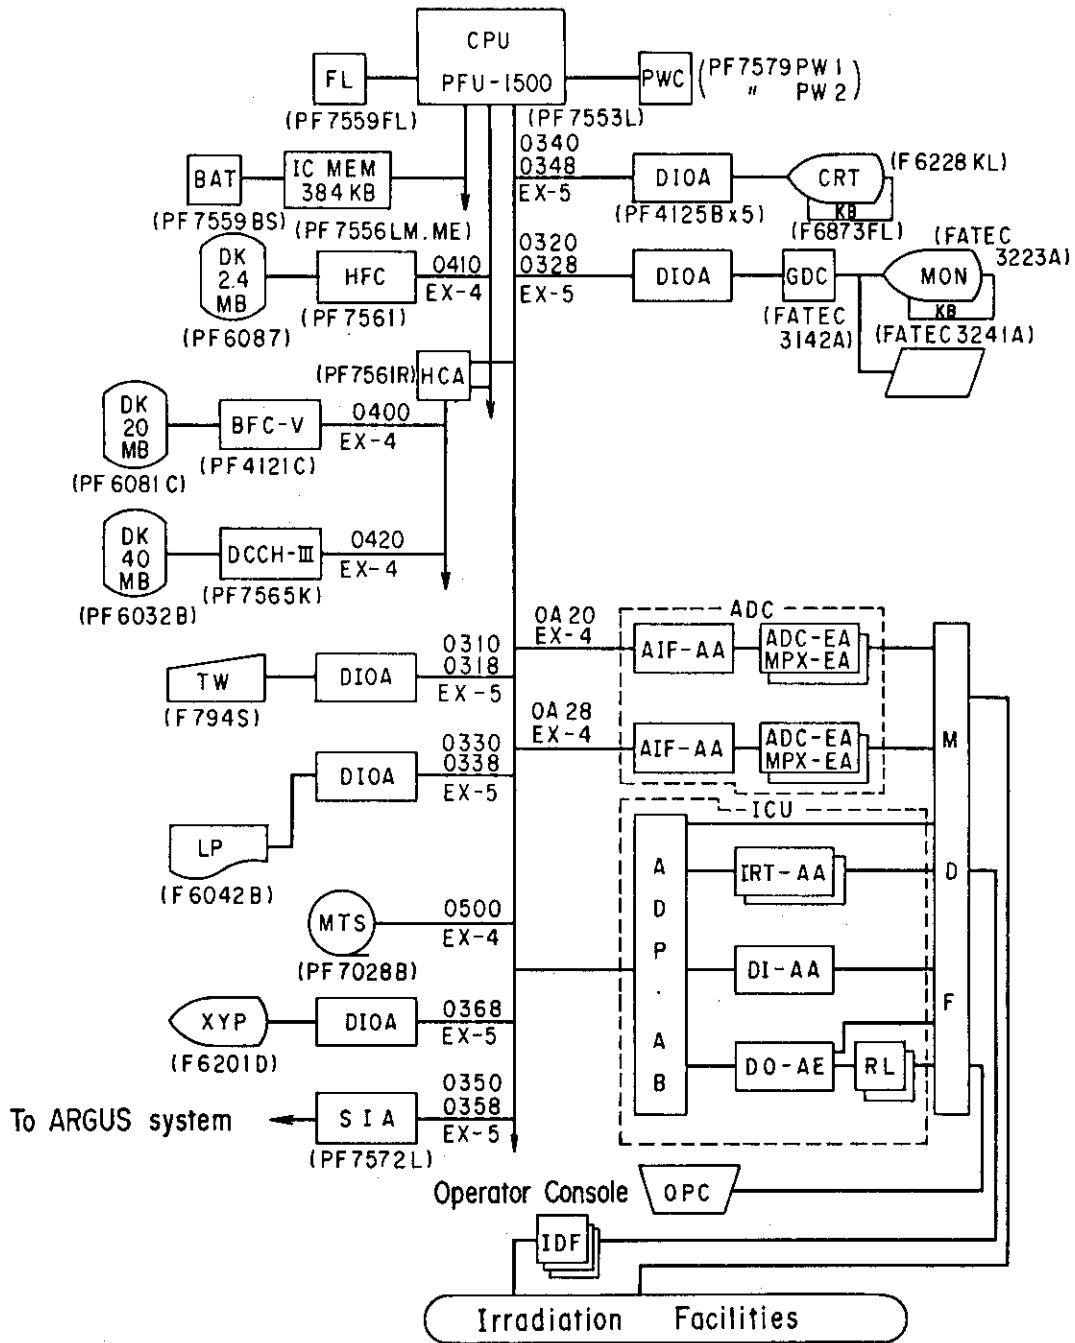 CPU
PFU-1500
FL
PWC
(PF7579PW1
" PW2)
(PF7559FL)
(PF7553L)
BAT
IC MEM
384KB
0340
0348
EX-5
DIOA
CRT
KB
(F6228KL)
(PF7559BS)
(PF7556LM.ME)
(PF4125B×5)
(F6873FL)
DK
2.4
MB
HFC
0410
EX-4
0320
0328
EX-5
DIOA
GDC
MON
KB
(FATEC
3223A)
(PF6087)
(PF7561)
(FATEC
3142A)
(FATEC3241A)
(PF7561R)
HCA
DK
20
MB
BFC-V
0400
EX-4
(PF6081C)
(PF4121C)
DK
40
MB
DCCH-III
0420
EX-4
(PF6032B)
(PF7565K)
0A20
EX-4
ADC
AIF-AA
ADC-EA
MPX-EA
TW
DIOA
0310
0318
EX-5
(F794S)
0A28
EX-4
AIF-AA
ADC-EA
MPX-EA
MDF
DIOA
0330
0338
EX-5
LP
(F6042B)
ICU
ADP.AB
IRT-AA
DI-AA
DO-AE
RL
MTS
0500
EX-4
(PF7028B)
XYP
DIOA
0368
EX-5
(F6201D)
To ARGUS system
SIA
0350
0358
EX-5
(PF7572L)
Operator Console
OPC
IDF
Irradiation Facilities